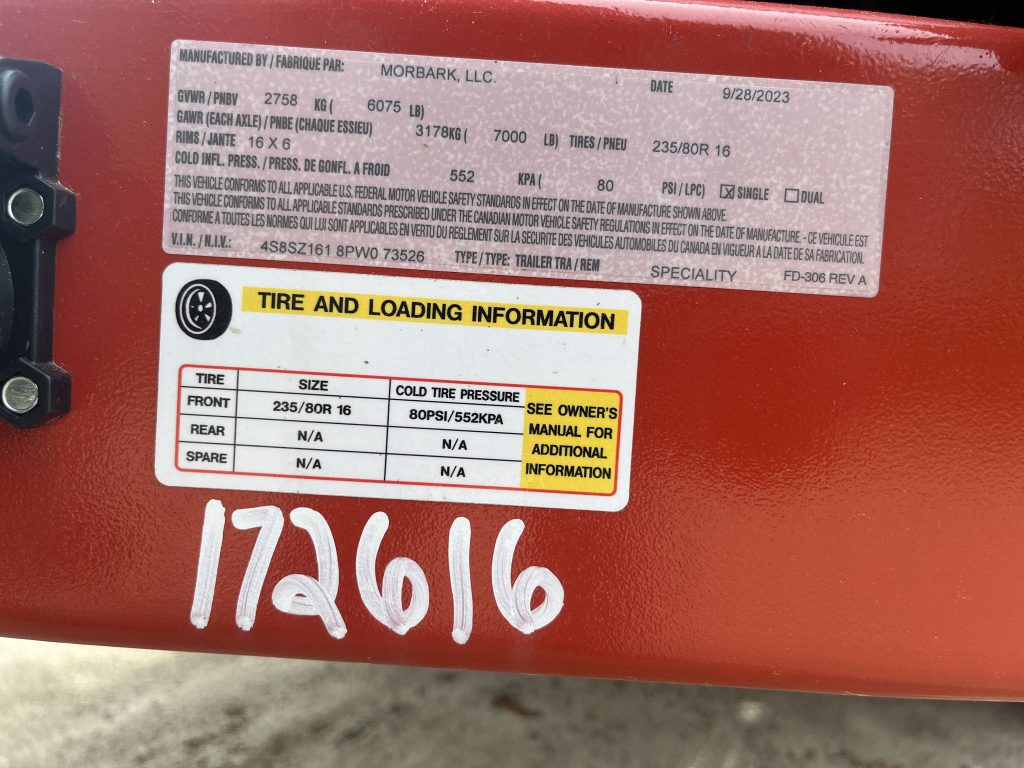 MANUFACTURED BY / FABRIQUE PAR: MORBARK, LLC. DATE 9/28/2023
GVWR / PNBV 2758 KG ( 6075 LB)
GAWR (EACH AXLE) / PNBE (CHAQUE ESSIEU) 3178KG ( 7000 LB) TIRES / PNEU 235/80R 16
RIMS / JANTE 16 X 6
COLD INFL. PRESS. / PRESS. DE GONFL. A FROID 552 KPA ( 80 PSI / LPC) ☒ SINGLE ☐ DUAL
THIS VEHICLE CONFORMS TO ALL APPLICABLE U.S. FEDERAL MOTOR VEHICLE SAFETY STANDARDS IN EFFECT ON THE DATE OF MANUFACTURE SHOWN ABOVE.
THIS VEHICLE CONFORMS TO ALL APPLICABLE STANDARDS PRESCRIBED UNDER THE CANADIAN MOTOR VEHICLE SAFETY REGULATIONS IN EFFECT ON THE DATE OF MANUFACTURE. - CE VEHICULE EST
CONFORME A TOUTES LES NORMES QUI LUI SONT APPLICABLES EN VERTU DU REGLEMENT SUR LA SECURITE DES VEHICULES AUTOMOBILES DU CANADA EN VIGUEUR A LA DATE DE SA FABRICATION.
V.I.N. / N.I.V.: 4S8SZ161 8PW0 73526 TYPE / TYPE: TRAILER TRA / REM SPECIALITY FD-306 REV A
TIRE AND LOADING INFORMATION
TIRE SIZE COLD TIRE PRESSURE
FRONT 235/80R 16 80PSI/552KPA
REAR N/A N/A
SPARE N/A N/A
SEE OWNER'S
MANUAL FOR
ADDITIONAL
INFORMATION
172616